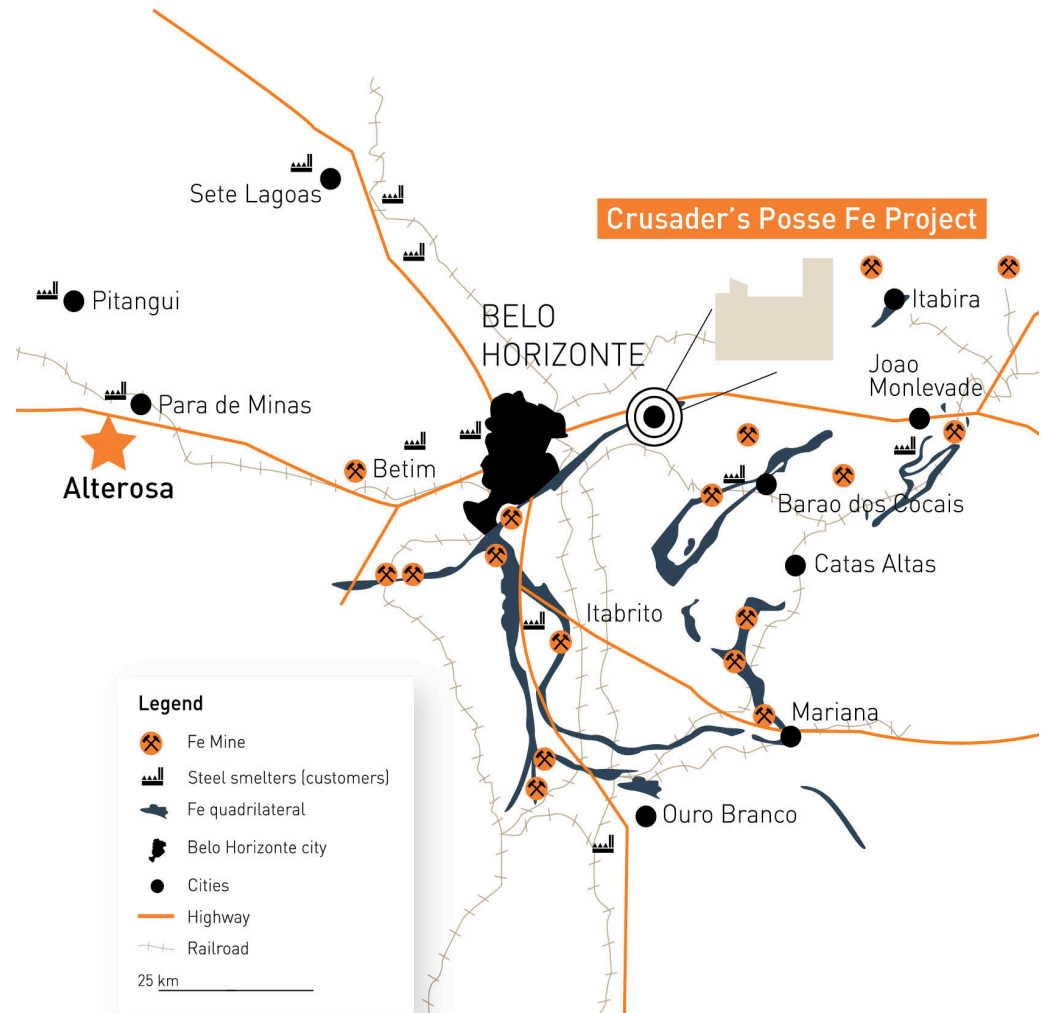 Sete Lagoas
Crusader's Posse Fe Project
Pitangui
BELO
HORIZONTE
Itabira
Joao
Monlevade
Para de Minas
Betim
Alterosa
Barao dos Cocais
Catas Altas
Itabrito
Mariana
Ouro Branco
Legend
Fe Mine
Steel smelters (customers)
Fe quadrilateral
Belo Horizonte city
Cities
Highway
Railroad
25 km